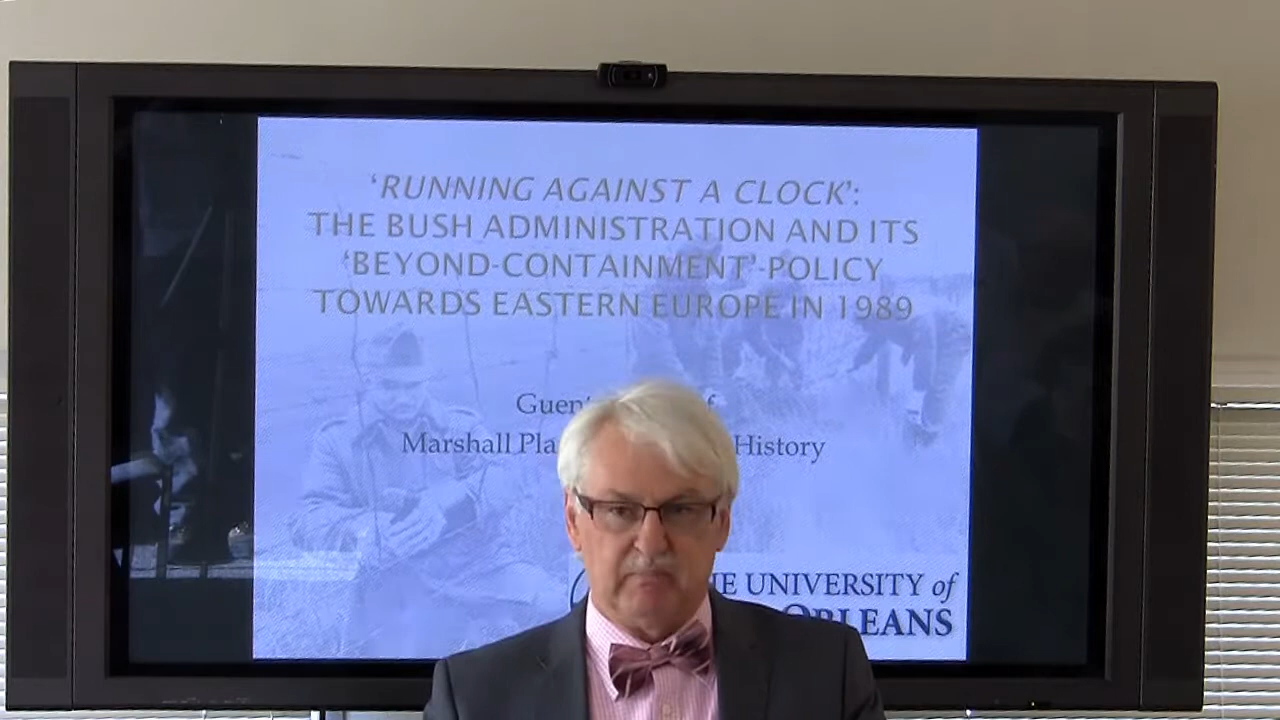 ‘RUNNING AGAINST A CLOCK’:
THE BUSH ADMINISTRATION AND ITS
‘BEYOND-CONTAINMENT’-POLICY
TOWARDS EASTERN EUROPE IN 1989
Marshall History
UNIVERSITY of